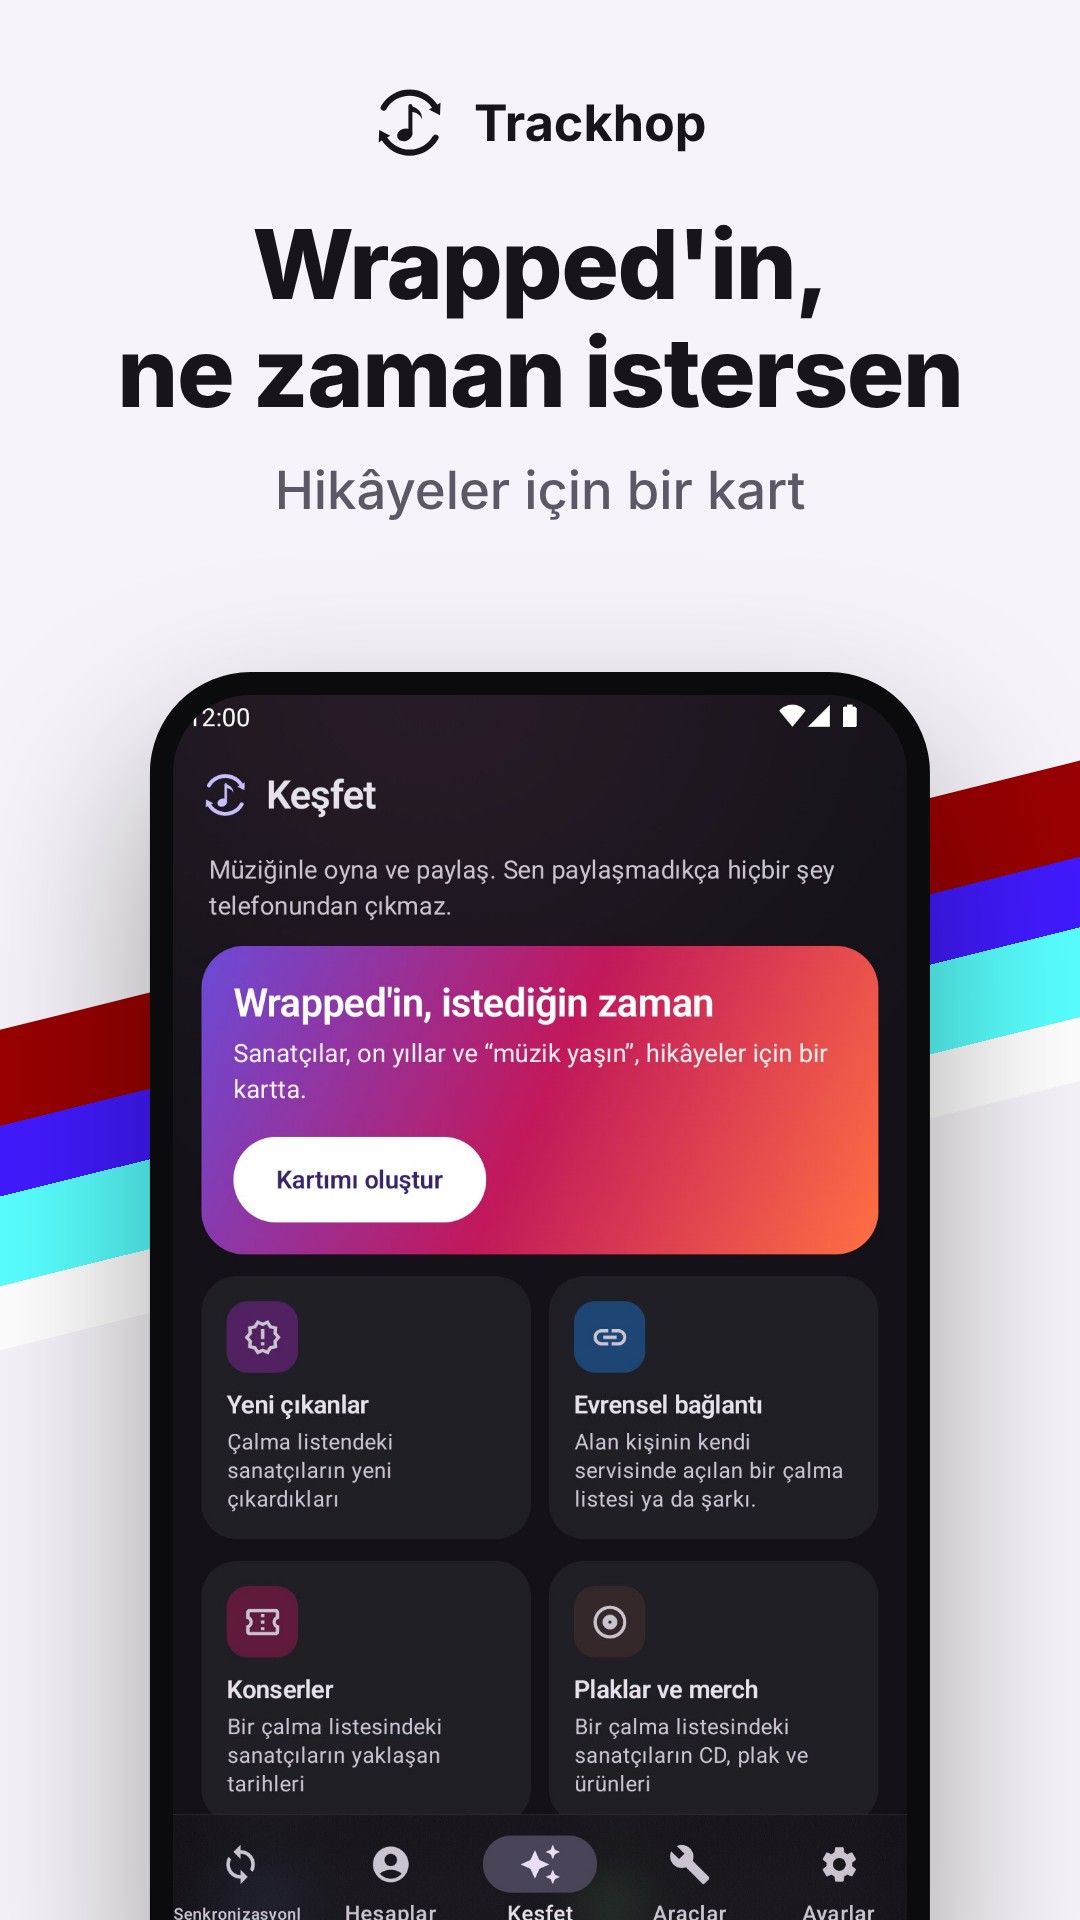 Trackhop
Wrapped'in,
ne zaman istersen
Hikâyeler için bir kart
12:00
Keşfet
Müziğinle oyna ve paylaş. Sen paylaşmadıkça hiçbir şey
telefonundan çıkmaz.
Wrapped'in, istediğin zaman
Sanatçılar, on yıllar ve “müzik yaşın”, hikâyeler için bir
kartta.
Kartımı oluştur
Yeni çıkanlar
Çalma listendeki
sanatçıların yeni
çıkardıkları
Evrensel bağlantı
Alan kişinin kendi
servisinde açılan bir çalma
listesi ya da şarkı.
Konserler
Bir çalma listesindeki
sanatçıların yaklaşan
tarihleri
Plaklar ve merch
Bir çalma listesindeki
sanatçıların CD, plak ve
ürünleri
Hesaplar
Keşfet
Araçlar
Ayarlar